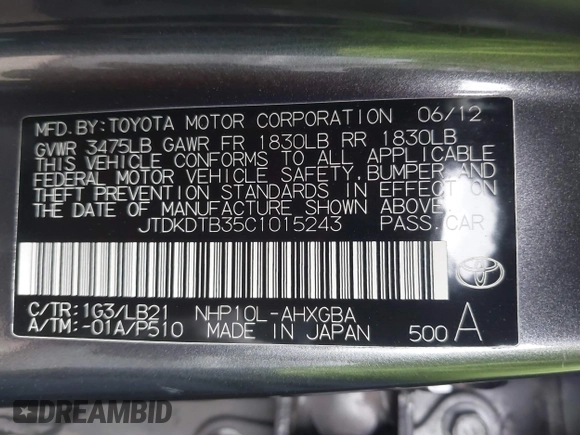 MFD. BY: TOYOTA MOTOR CORPORATION 06/12
GVWR 3475LB GAWR FR 1830LB RR 1830LB
THIS VEHICLE CONFORMS TO ALL APPLICABLE
FEDERAL MOTOR VEHICLE SAFETY, BUMPER, AND
THEFT PREVENTION STANDARDS IN EFFECT ON
THE DATE OF MANUFACTURE SHOWN ABOVE.
JTDKDTB35C1015243 PASS. CAR
C/TR: 1G3/LB21 NHP10L-AHXGBA
A/TM: -01A/P510 MADE IN JAPAN 500 A
DREAMBID